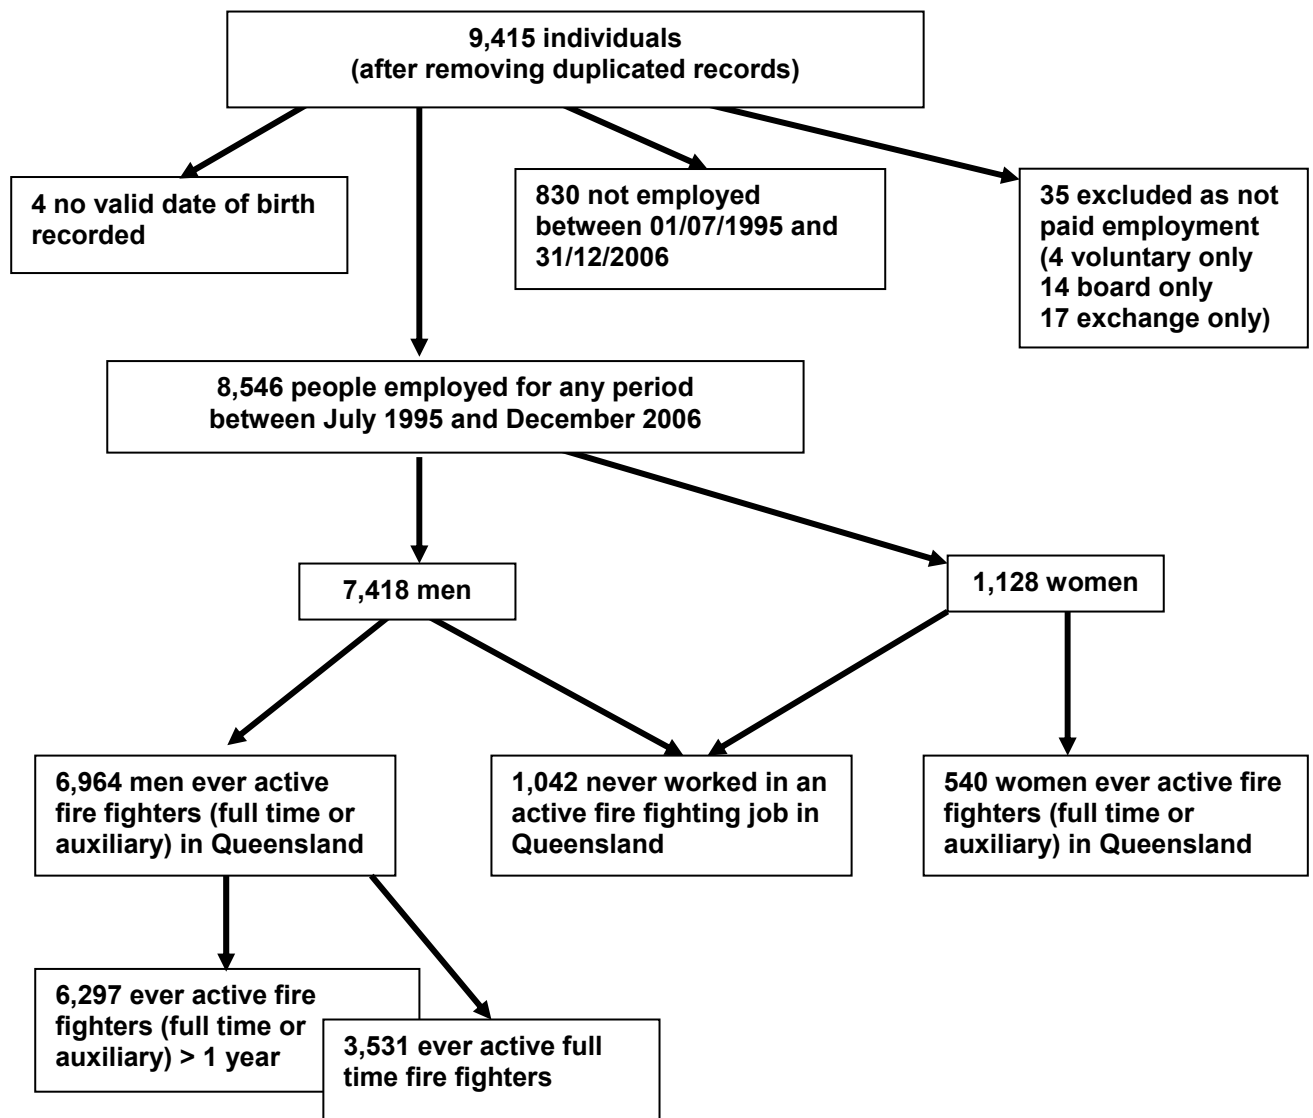 9,415 individuals
(after removing duplicated records)
4 no valid date of birth
recorded
830 not employed
between 01/07/1995 and
31/12/2006
35 excluded as not
paid employment
(4 voluntary only
14 board only
17 exchange only)
8,546 people employed for any period
between July 1995 and December 2006
7,418 men
1,128 women
6,964 men ever active
fire fighters (full time or
auxiliary) in Queensland
1,042 never worked in an
active fire fighting job in
Queensland
540 women ever active fire
fighters (full time or
auxiliary) in Queensland
6,297 ever active fire
fighters (full time or
auxiliary) > 1 year
3,531 ever active full
time fire fighters